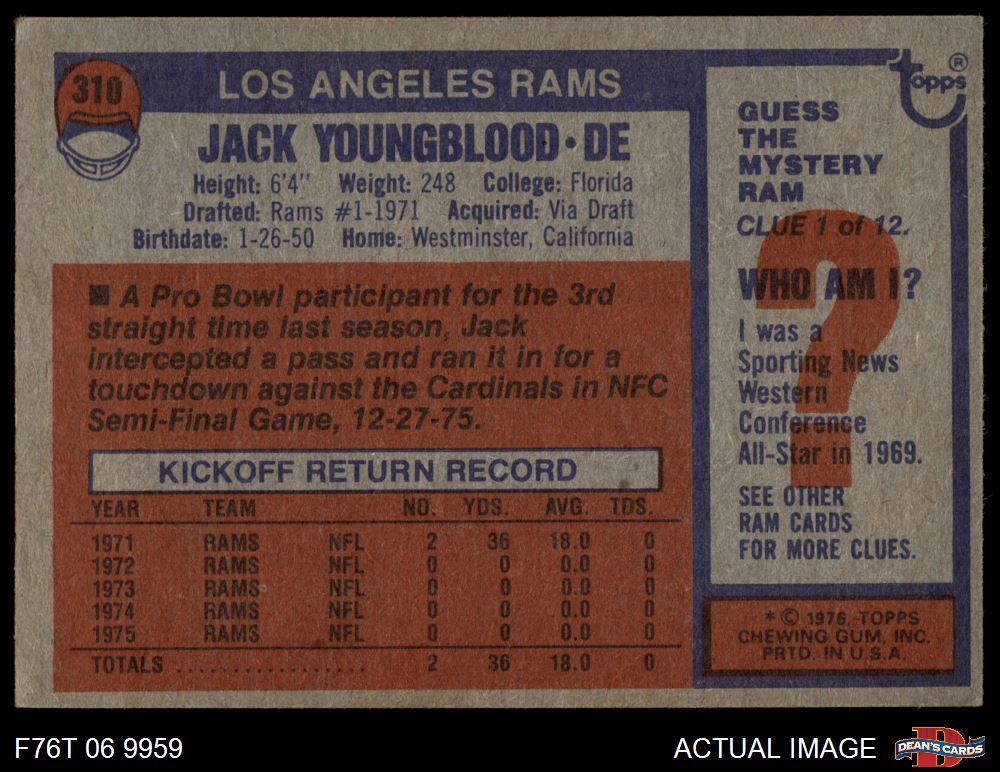 310
LOS ANGELES RAMS
JACK YOUNGBLOOD • DE
Height: 6'4" Weight: 248 College: Florida
Drafted: Rams #1-1971 Acquired: Via Draft
Birthdate: 1-26-50 Home: Westminster, California
■ A Pro Bowl participant for the 3rd
straight time last season, Jack
intercepted a pass and ran it in for a
touchdown against the Cardinals in NFC
Semi-Final Game, 12-27-75.
KICKOFF RETURN RECORD
YEAR TEAM NO. YDS. AVG. TDS.
1971 RAMS NFL 2 36 18.0 0
1972 RAMS NFL 0 0 0.0 0
1973 RAMS NFL 0 0 0.0 0
1974 RAMS NFL 0 0 0.0 0
1975 RAMS NFL 0 0 0.0 0
TOTALS .................. 2 36 18.0 0
topps ®
GUESS
THE
MYSTERY
RAM
CLUE 1 of 12.
?
WHO AM I?
I was a
Sporting News
Western
Conference
All-Star in 1969.
SEE OTHER
RAM CARDS
FOR MORE CLUES.
* © 1976, TOPPS
CHEWING GUM, INC.
PRTD. IN U.S.A.
F76T 06 9959
ACTUAL IMAGE
D
DEAN'S CARDS